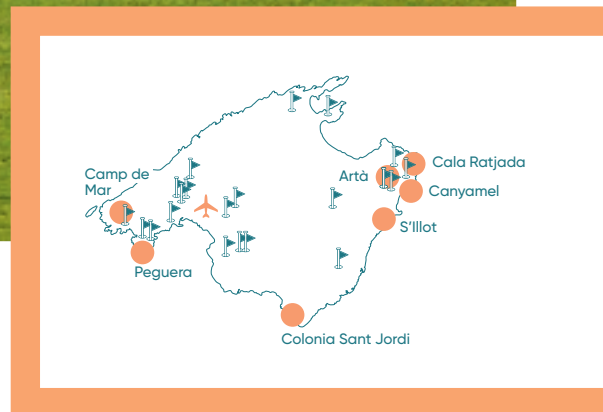 Camp de
Mar
Peguera
Artà
Cala Ratjada
Canyamel
S'Illot
Colonia Sant Jordi